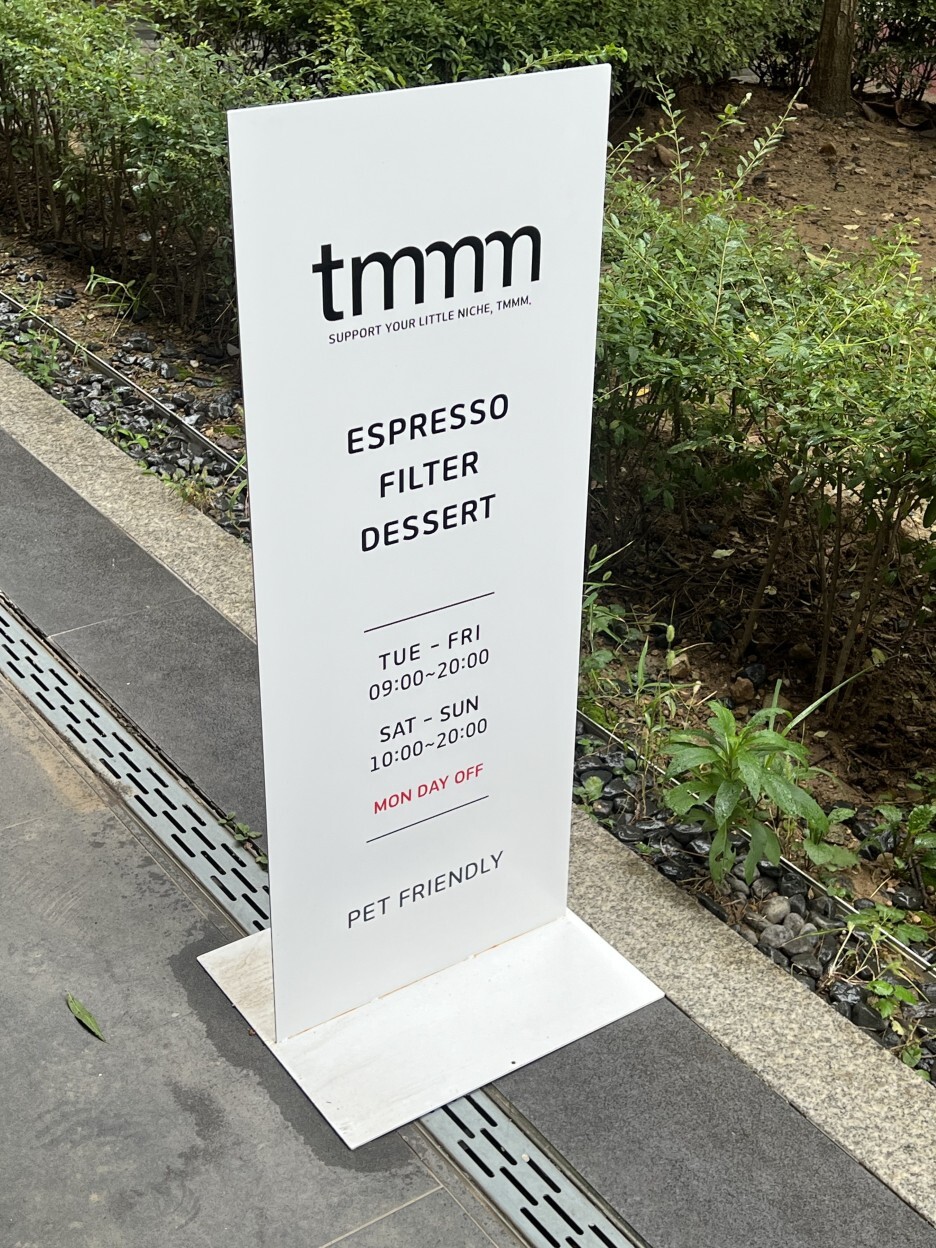 tmmm
SUPPORT YOUR LITTLE NICHE, TMMM,
ESPRESSO
FILTER
DESSERT
TUE - FRI
09:00~20:00
SAT - SUN
10:00~20:00
MON DAY OFF
PET FRIENDLY